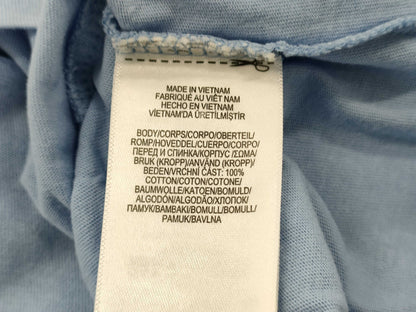 MADE IN VIETNAM
FABRIQUÉ AU VIÊT NAM
HECHO EN VIETNAM
VİETNAM'DA ÜRETİLMİŞTİR
BODY/CORPS/CORPO/OBERTEIL/
ROMP/HOVEDDEL/CUERPO/CORPO/
ПЕРЕД И СПИНКА/КОРПУС /ΣΩΜΑ/
BRUK (KROPP)/ANVÄND (KROPP)/
BEDEN/VRCHNÍ ČÁST: 100%
COTTON/COTON/COTONE/
BAUMWOLLE/KATOEN/BOMULD/
ALGODÓN/ALGODÃO/ХЛОПОК/
ПАМУК/ΒΑΜΒΑΚΙ/BOMULL/BOMULL/
PAMUK/BAVLNA